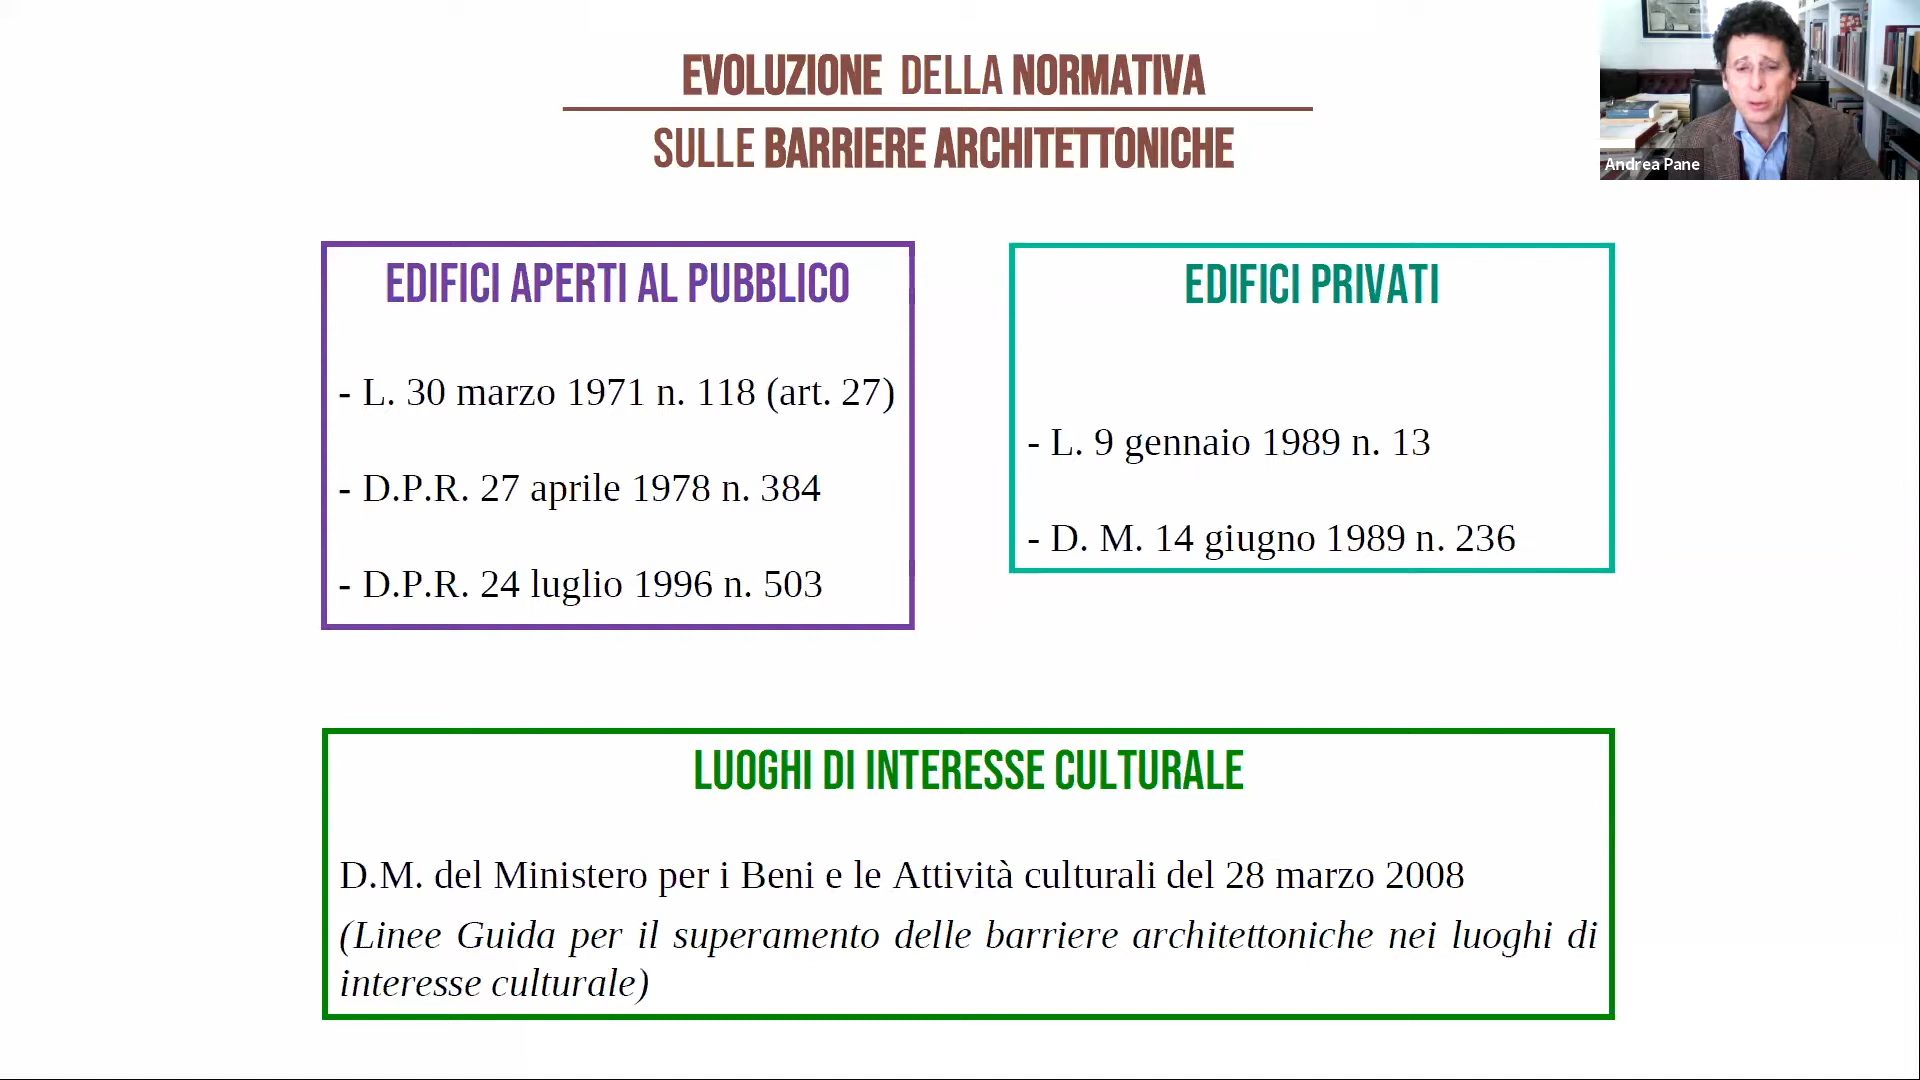 EVOLUZIONE DELLA NORMATIVA
SULLE BARRIERE ARCHITETTONICHE
Andrea Pane
EDIFICI APERTI AL PUBBLICO
- L. 30 marzo 1971 n. 118 (art. 27)
- D.P.R. 27 aprile 1978 n. 384
- D.P.R. 24 luglio 1996 n. 503
EDIFICI PRIVATI
- L. 9 gennaio 1989 n. 13
- D. M. 14 giugno 1989 n. 236
LUOGHI DI INTERESSE CULTURALE
D.M. del Ministero per i Beni e le Attività culturali del 28 marzo 2008
(Linee Guida per il superamento delle barriere architettoniche nei luoghi di
interesse culturale)